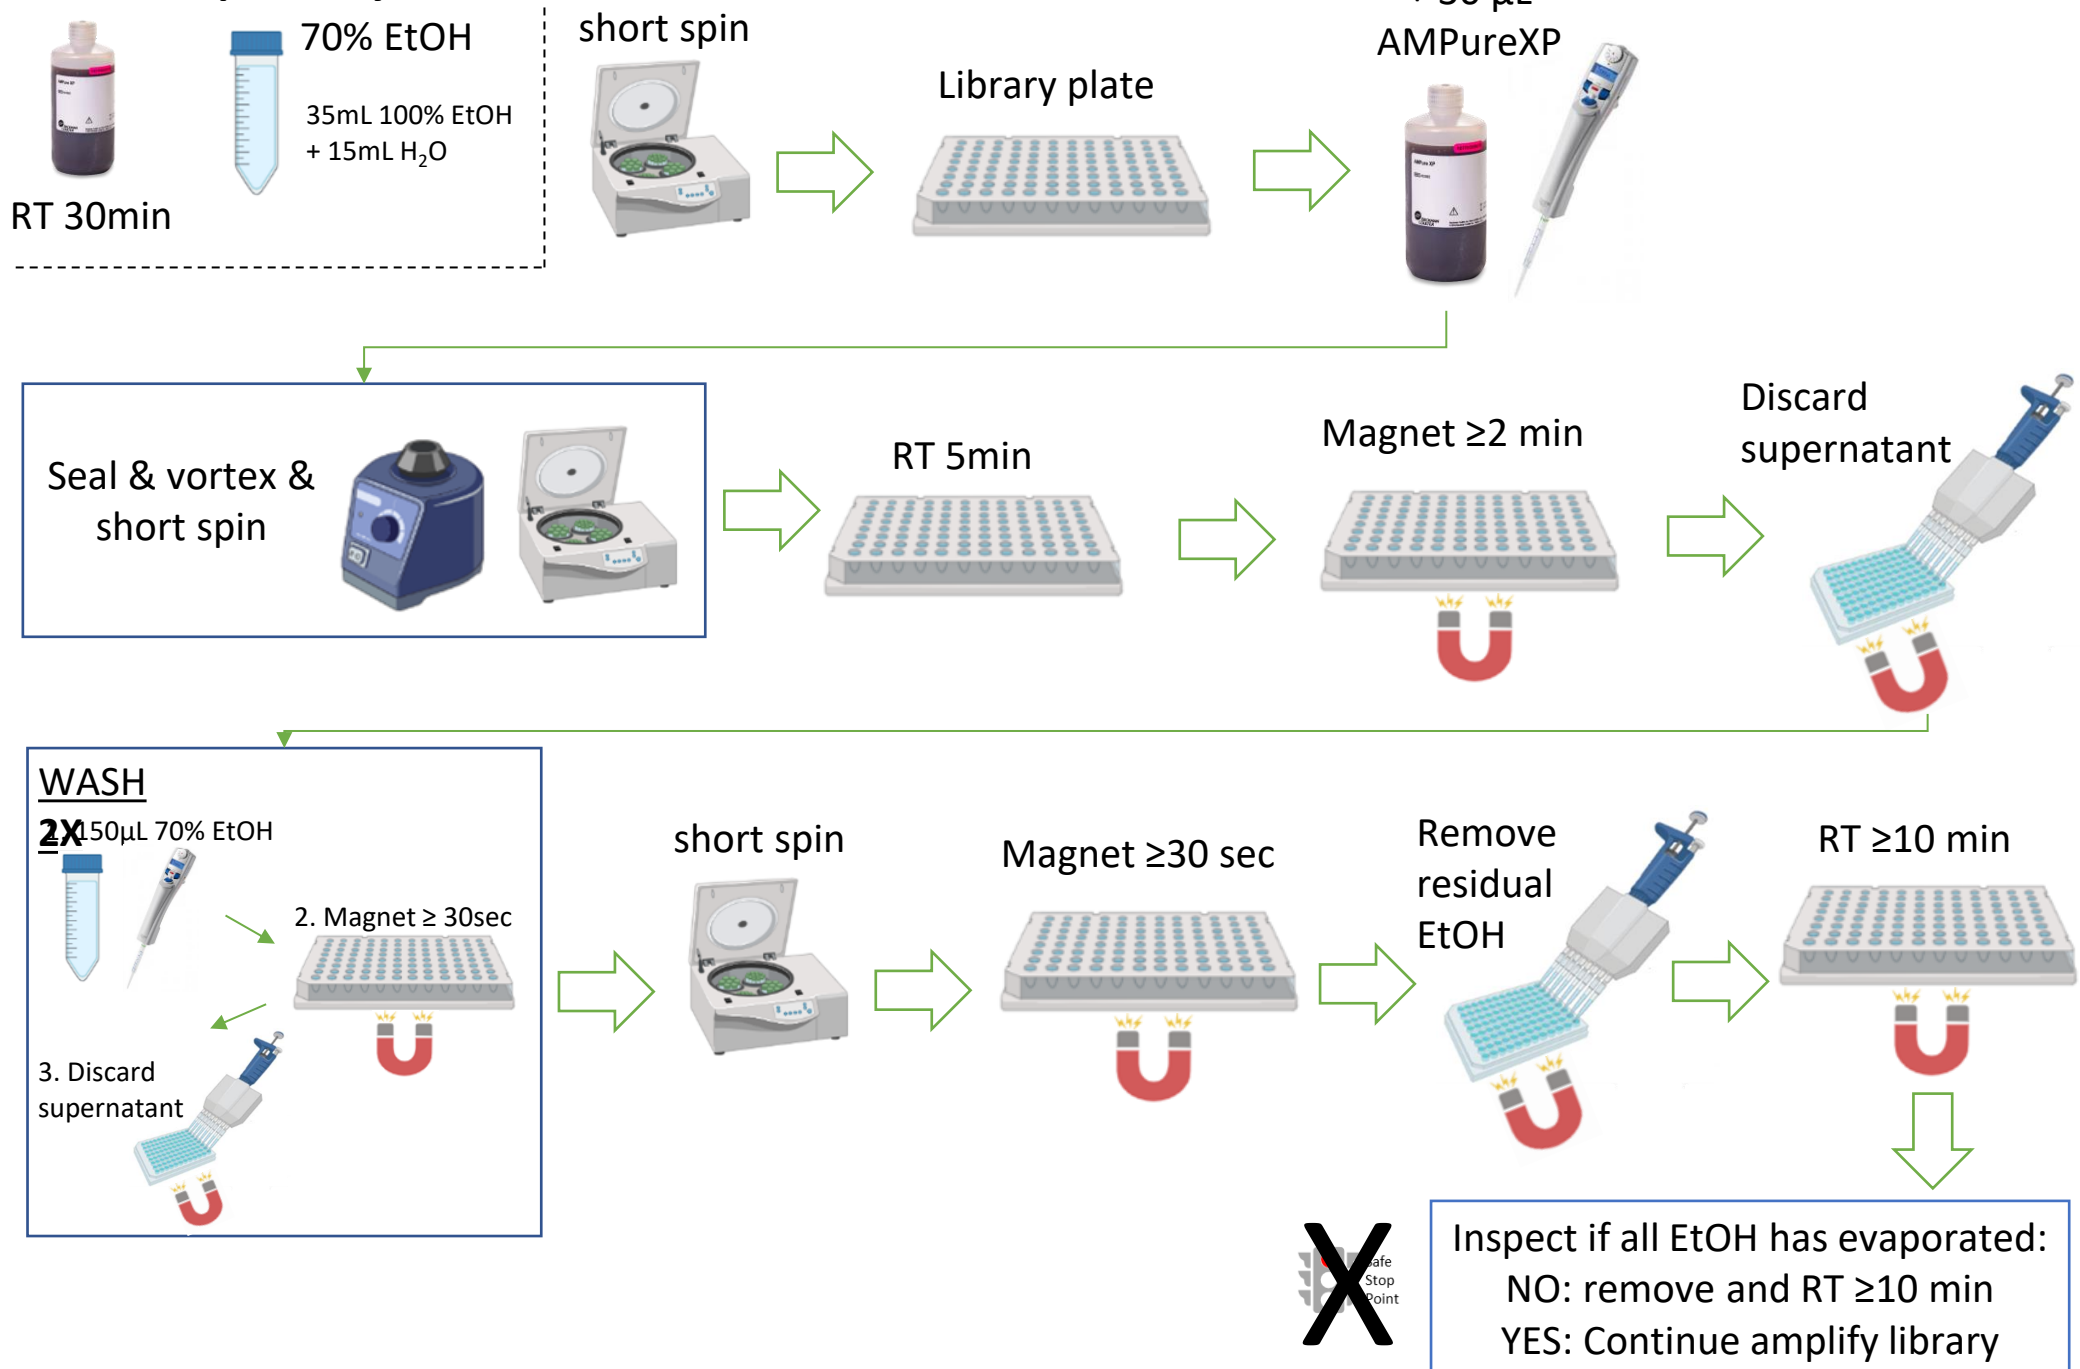 70% EtOH
35mL 100% EtOH
+ 15mL H₂O
RT 30min
short spin
Library plate
AMPureXP
AMPure XP
Seal & vortex &
short spin
RT 5min
Magnet ≥2 min
Discard
supernatant
WASH
2X
150µL 70% EtOH
2. Magnet ≥ 30sec
3. Discard
supernatant
short spin
Magnet ≥30 sec
Remove
residual
EtOH
RT ≥10 min
X
Safe
Stop
Point
Inspect if all EtOH has evaporated:
NO: remove and RT ≥10 min
YES: Continue amplify library